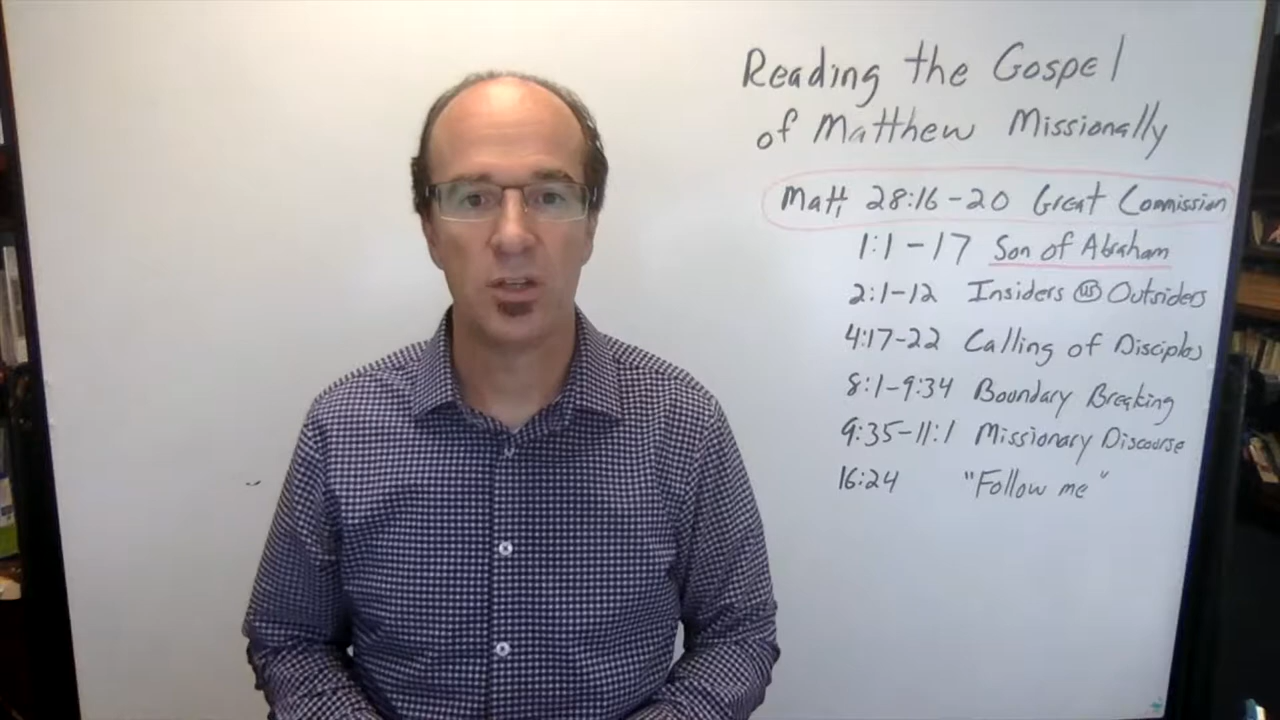 Reading the Gospel
of Matthew Missionally
Matt 28:16-20 Great Commission
1:1-17 Son of Abraham
2:1-12 Insiders vs Outsiders
4:17-22 Calling of Disciples
8:1-9:34 Boundary Breaking
9:35-11:1 Missionary Discourse
16:24 "Follow me"